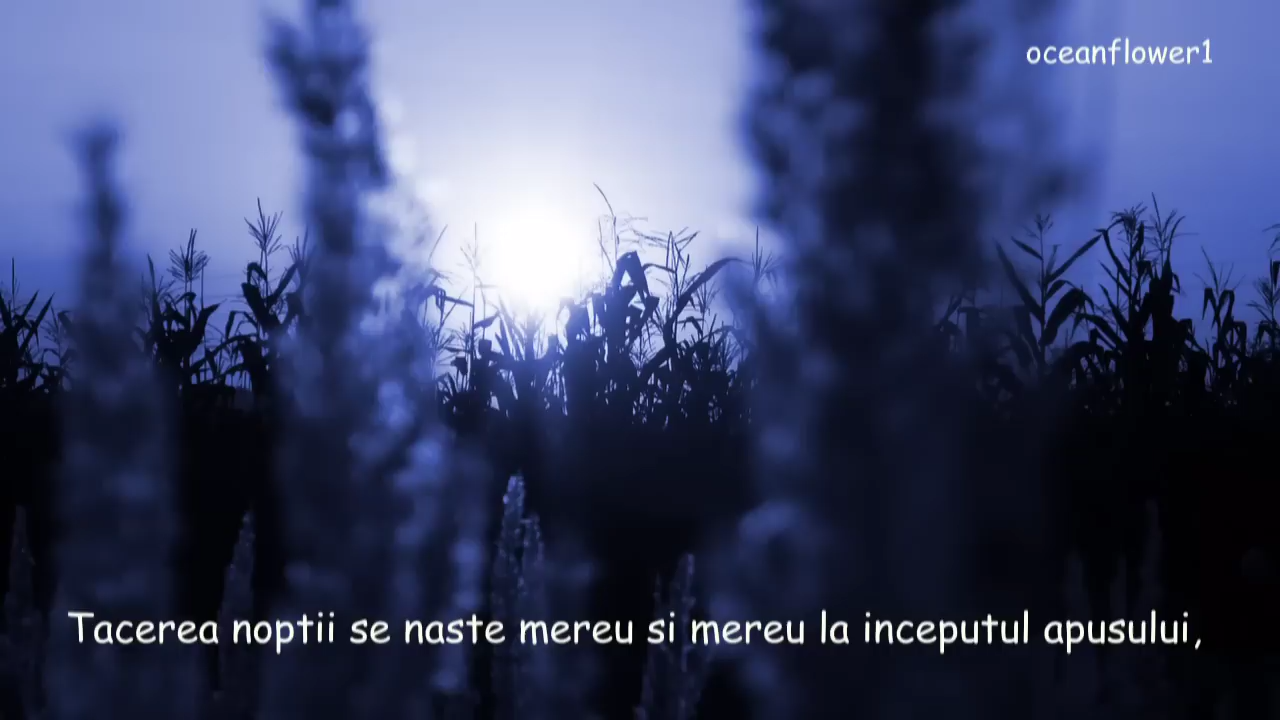 oceanflower1
Tacerea noptii se naste mereu si mereu la inceputul apusului,